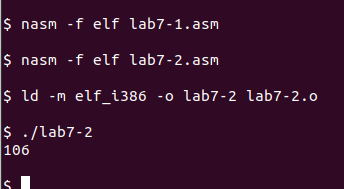 $ nasm -f elf lab7-1.asm
$ nasm -f elf lab7-2.asm
$ ld -m elf_i386 -o lab7-2 lab7-2.o
$ ./lab7-2
106
$